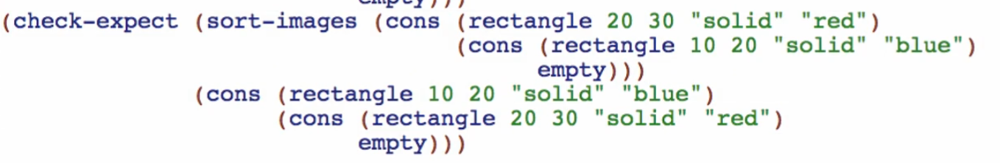 (check-expect (sort-images (cons (rectangle 20 30 "solid" "red")
(cons (rectangle 10 20 "solid" "blue")
empty)))
(cons (rectangle 10 20 "solid" "blue")
(cons (rectangle 20 30 "solid" "red")
empty)))